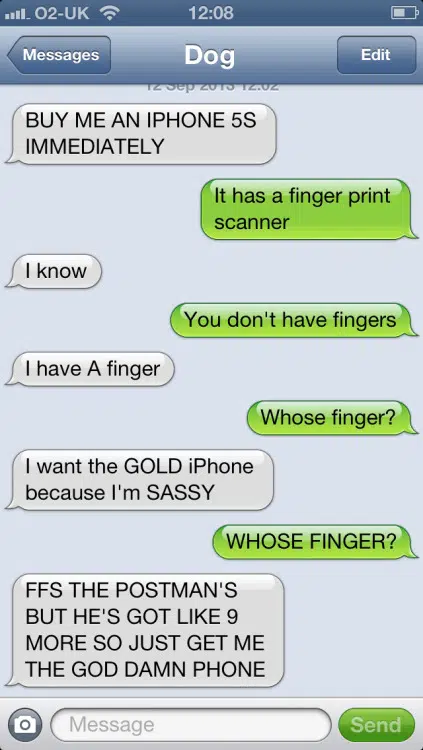 O2-UK 12:08
Messages Dog Edit
12 Sep 2013 12:02
BUY ME AN IPHONE 5S
IMMEDIATELY
It has a finger print
scanner
I know
You don't have fingers
I have A finger
Whose finger?
I want the GOLD iPhone
because I'm SASSY
WHOSE FINGER?
FFS THE POSTMAN'S
BUT HE'S GOT LIKE 9
MORE SO JUST GET ME
THE GOD DAMN PHONE
Message Send